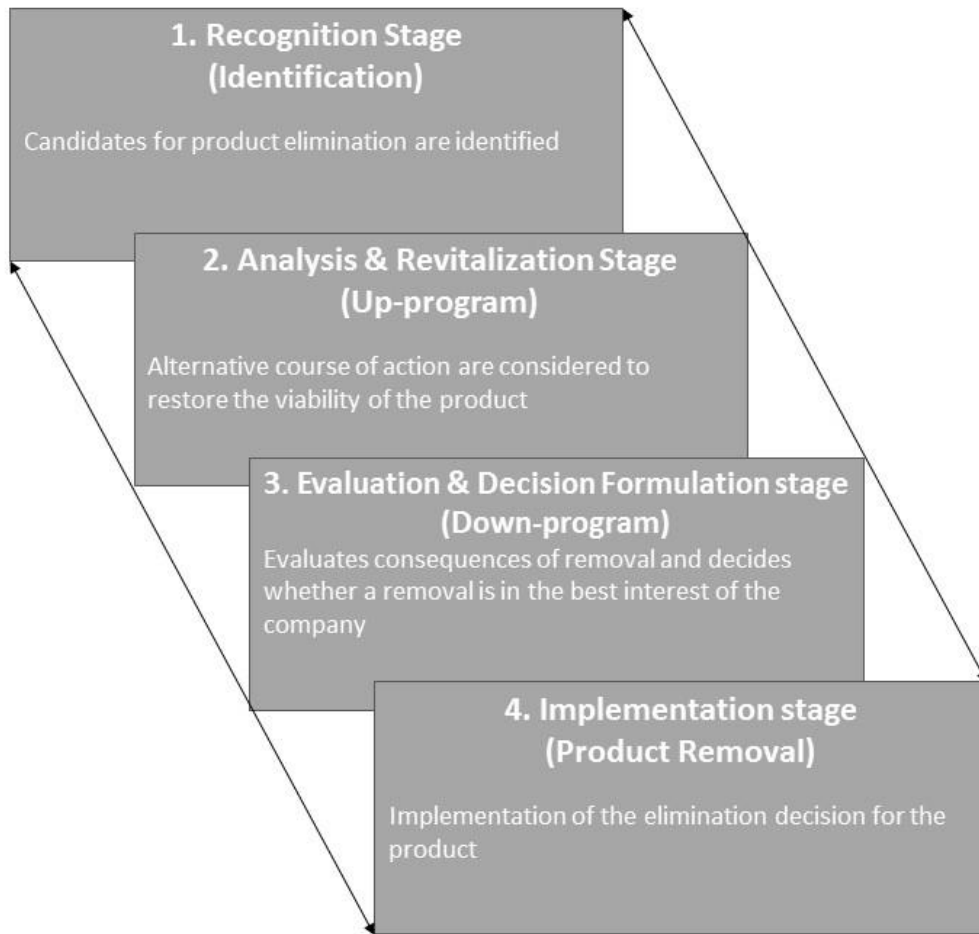 1. Recognition Stage
(Identification)
Candidates for product elimination are identified
2. Analysis & Revitalization Stage
(Up-program)
Alternative course of action are considered to
restore the viability of the product
3. Evaluation & Decision Formulation stage
(Down-program)
Evaluates consequences of removal and decides
whether a removal is in the best interest of the
company
4. Implementation stage
(Product Removal)
Implementation of the elimination decision for the
product